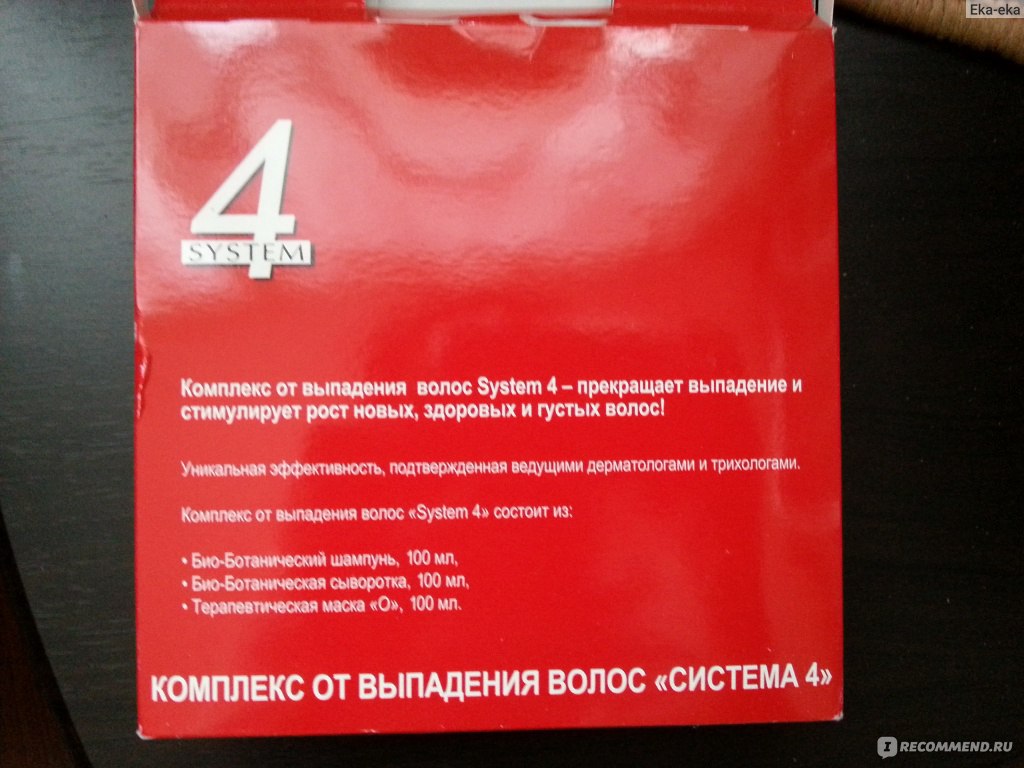 Eka-eka
4
SYSTEM
Комплекс от выпадения волос System 4 – прекращает выпадение и
стимулирует рост новых, здоровых и густых волос!
Уникальная эффективность, подтвержденная ведущими дерматологами и трихологами.
Комплекс от выпадения волос «System 4» состоит из:
• Био-Ботанический шампунь, 100 мл,
• Био-Ботаническая сыворотка, 100 мл,
• Терапевтическая маска «О», 100 мл.
КОМПЛЕКС ОТ ВЫПАДЕНИЯ ВОЛОС «СИСТЕМА 4»
IRECOMMEND.RU